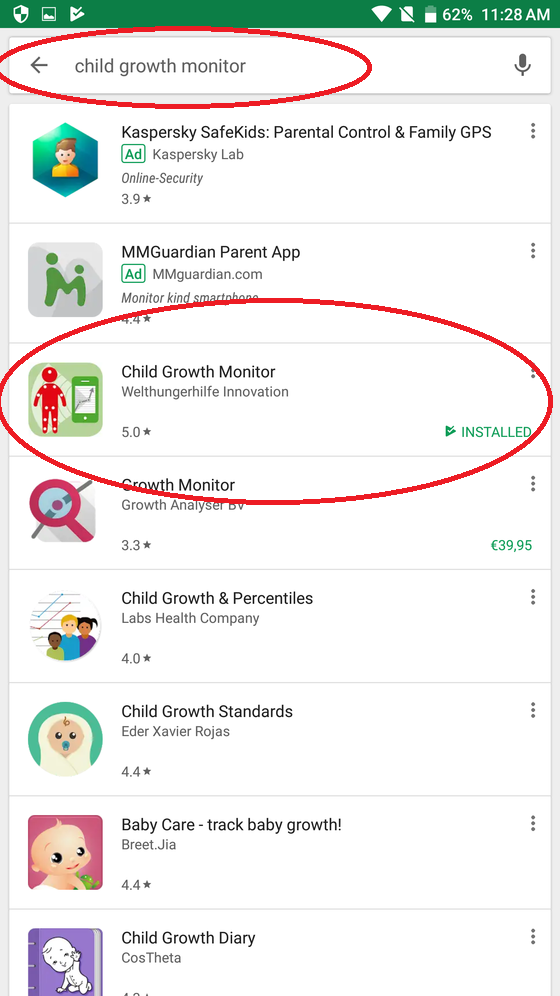 62% 11:28 AM
child growth monitor
Kaspersky SafeKids: Parental Control & Family GPS
Ad Kaspersky Lab
Online-Security
3.9★
MMGuardian Parent App
Ad MMguardian.com
Monitor kind smartphone
4.4★
Child Growth Monitor
Welthungerhilfe Innovation
5.0★ INSTALLED
Growth Monitor
Growth Analyser BV
3.3★ €39,95
Child Growth & Percentiles
Labs Health Company
4.0★
Child Growth Standards
Eder Xavier Rojas
4.4★
Baby Care - track baby growth!
Breet.Jia
4.4★
Child Growth Diary
CosTheta